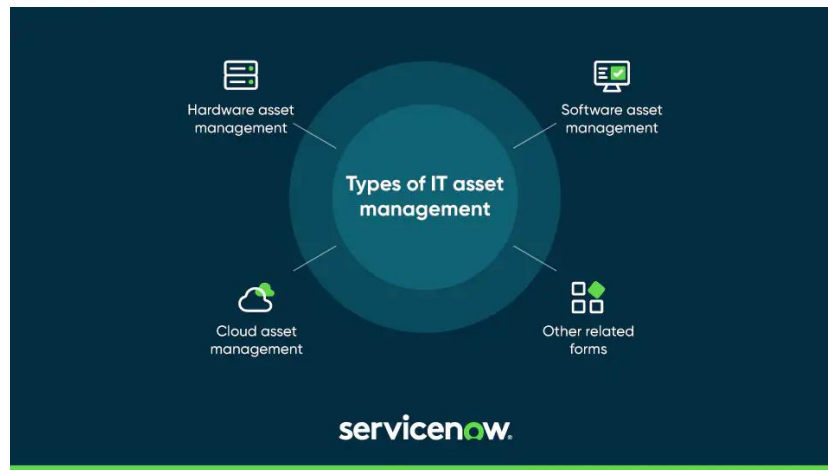 Hardware asset
management
Software asset
management
Types of IT asset
management
Cloud asset
management
Other related
forms
servicenow.